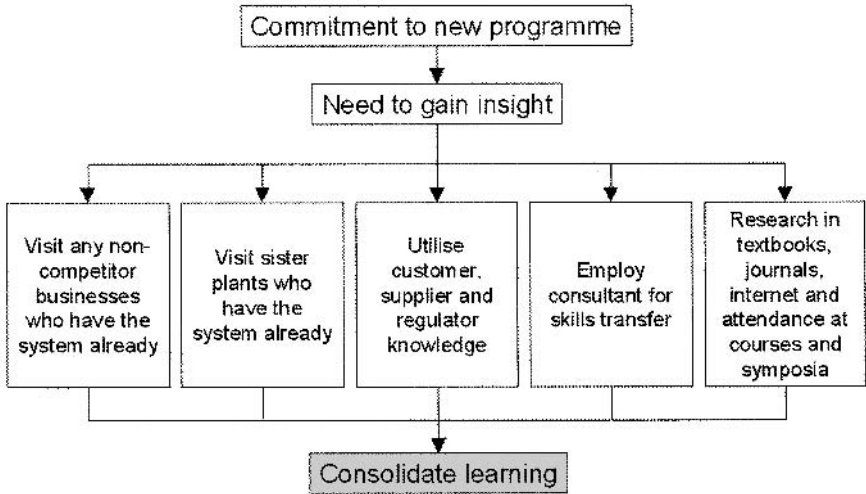 Commitment to new programme
Need to gain insight
Visit any non-
competitor
businesses
who have the
system already
Visit sister
plants who
have the
system already
Utilise
customer,
supplier and
regulator
knowledge
Employ
consultant for
skills transfer
Research in
textbooks,
journals,
internet and
attendance at
courses and
symposia
Consolidate learning